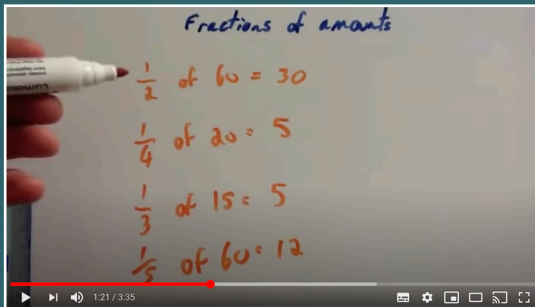 Fractions of amounts
1/2 of 60 = 30
1/4 of 20 = 5
1/3 of 15 = 5
1/5 of 60 = 12
1:21 / 3:35